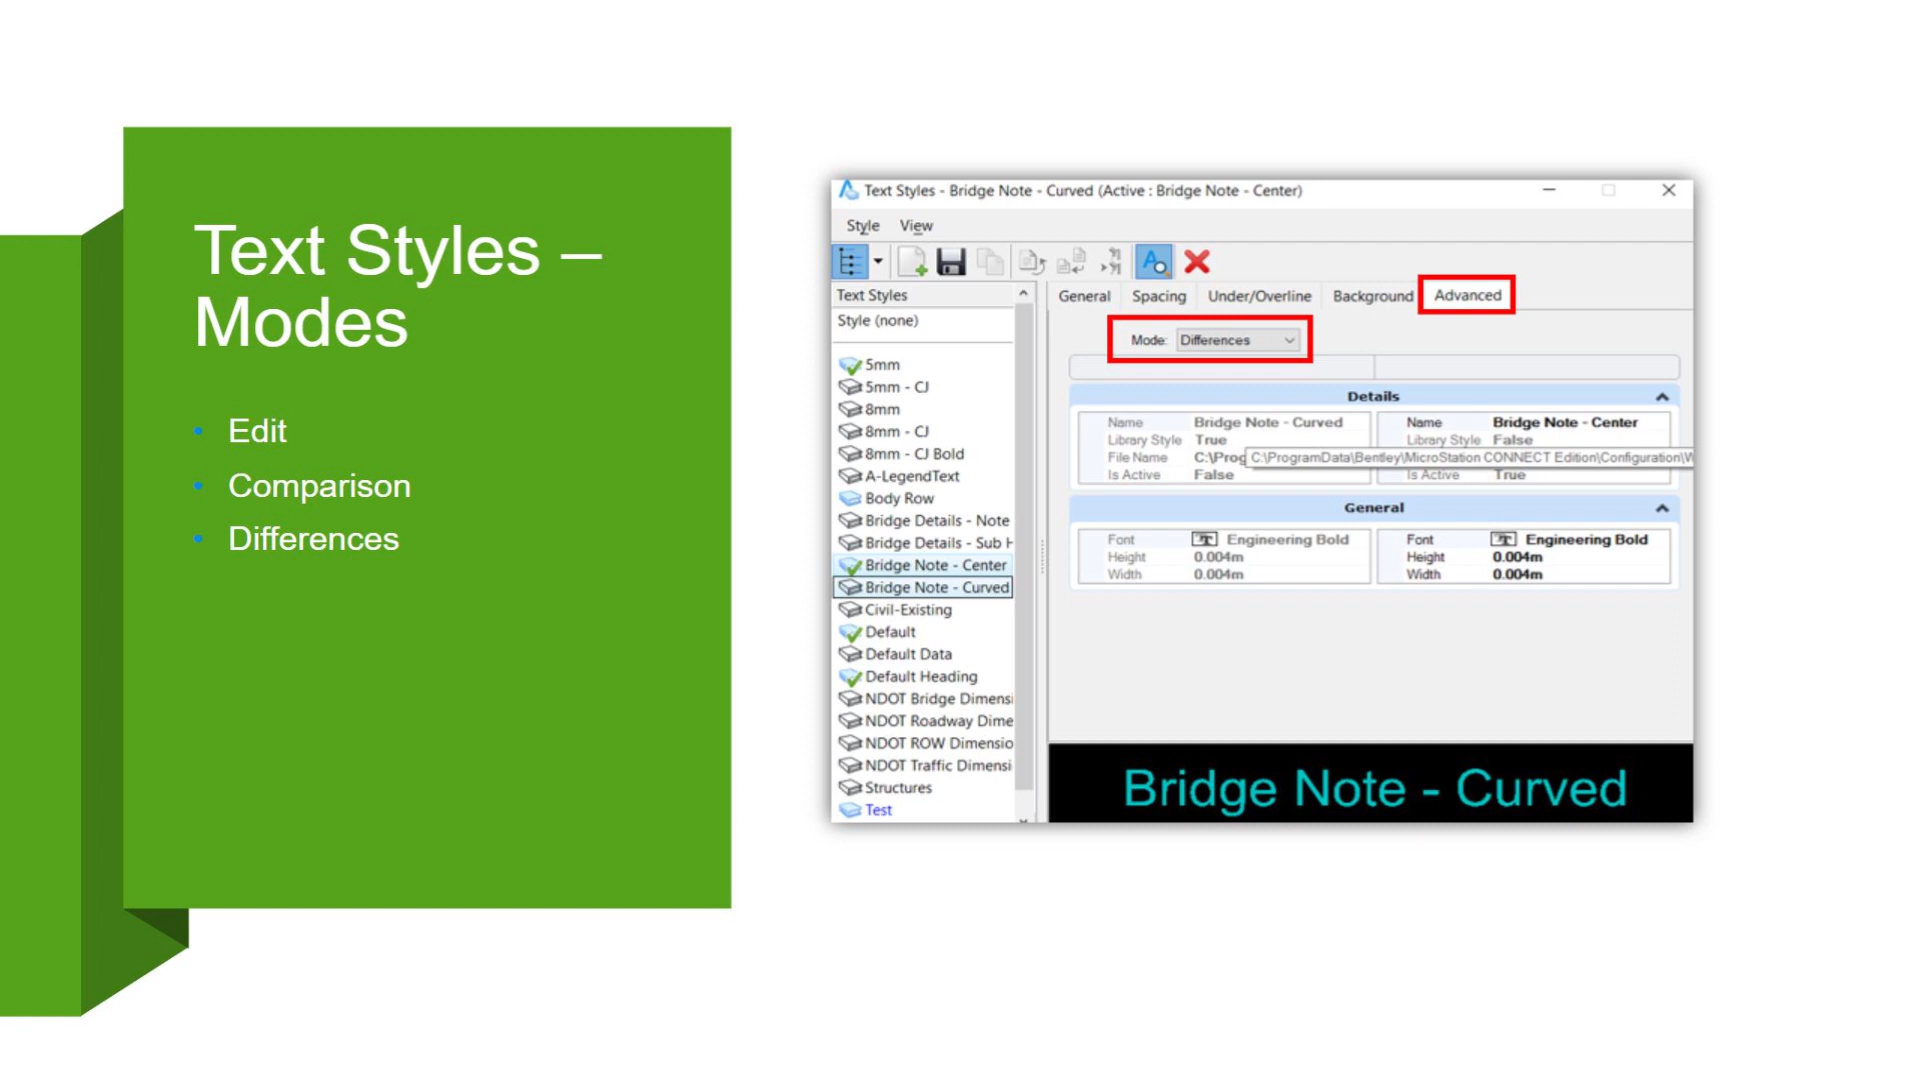 Text Styles –
Modes
• Edit
• Comparison
• Differences
Text Styles - Bridge Note - Curved (Active : Bridge Note - Center)
Style View
Text Styles
Style (none)
5mm
5mm - CJ
8mm
8mm - CJ
8mm - CJ Bold
A-LegendText
Body Row
Bridge Details - Note
Bridge Details - Sub H
Bridge Note - Center
Bridge Note - Curved
Civil-Existing
Default
Default Data
Default Heading
NDOT Bridge Dimensi
NDOT Roadway Dime
NDOT ROW Dimensio
NDOT Traffic Dimensi
Structures
Test
General Spacing Under/Overline Background Advanced
Mode: Differences
Details
Name Bridge Note - Curved Name Bridge Note - Center
Library Style True Library Style False
File Name C:\Prog C:\ProgramData\Bentley\MicroStation CONNECT Edition\Configuration\W
Is Active False Is Active True
General
Font Engineering Bold Font Engineering Bold
Height 0.004m Height 0.004m
Width 0.004m Width 0.004m
Bridge Note - Curved